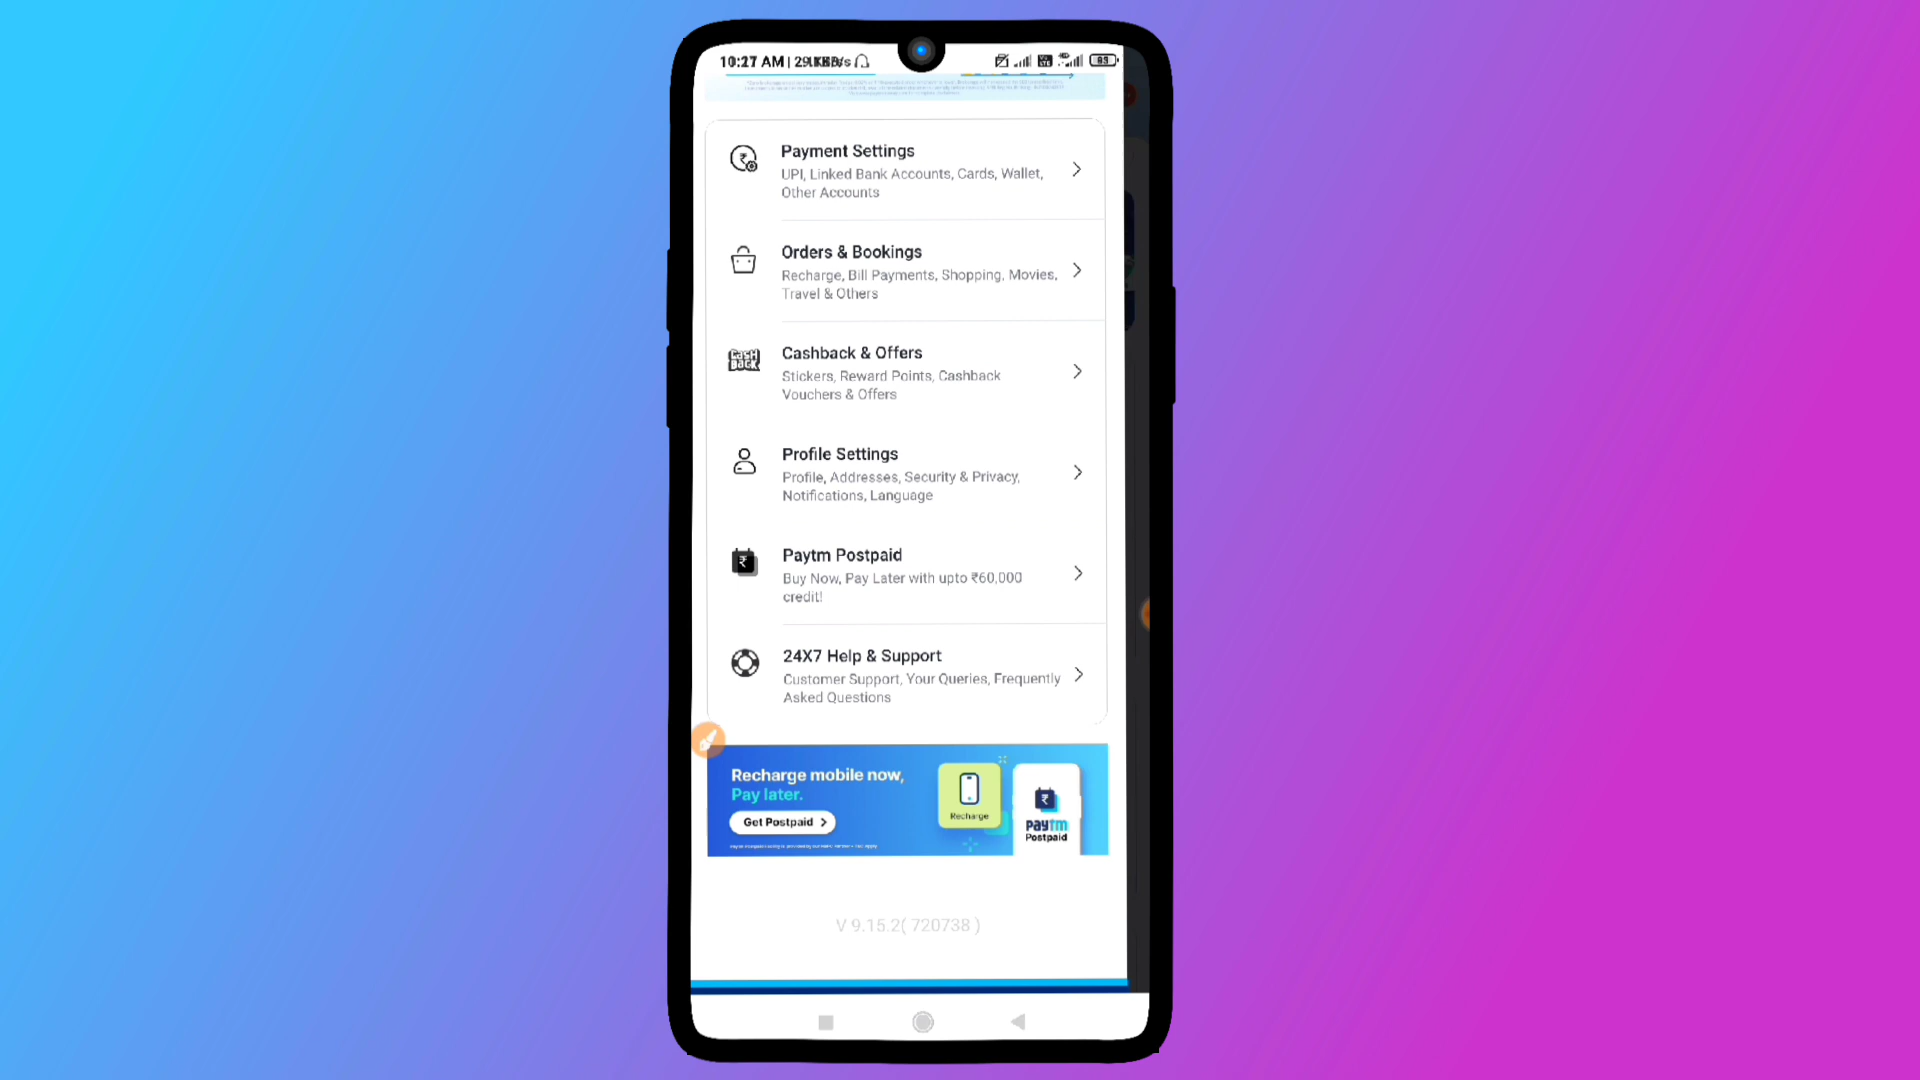 10:27 AM
Payment Settings
UPI, Linked Bank Accounts, Cards, Wallet,
Other Accounts
Orders & Bookings
Recharge, Bill Payments, Shopping, Movies,
Travel & Others
CASH
BACK
Cashback & Offers
Stickers, Reward Points, Cashback
Vouchers & Offers
Profile Settings
Profile, Addresses, Security & Privacy,
Notifications, Language
Paytm Postpaid
Buy Now, Pay Later with upto ₹60,000
credit!
24X7 Help & Support
Customer Support, Your Queries, Frequently
Asked Questions
Recharge mobile now,
Pay later.
Get Postpaid
Recharge
paytm
Postpaid
V 9.15.2( 720738 )